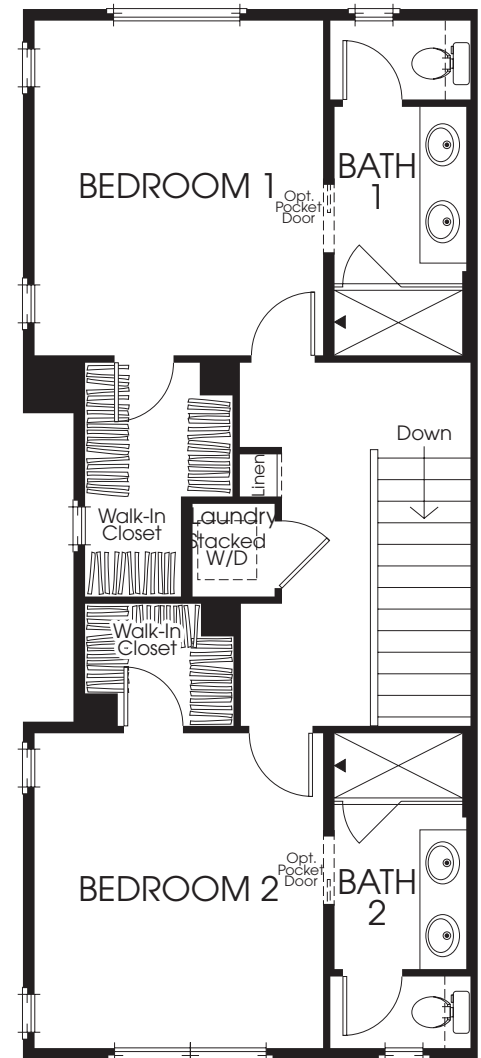 BEDROOM 1
Opt.
Pocket
Door
BATH
1
Down
Linen
Walk-In
Closet
Laundry
Stacked
W/D
Walk-In
Closet
BEDROOM 2
Opt.
Pocket
Door
BATH
2